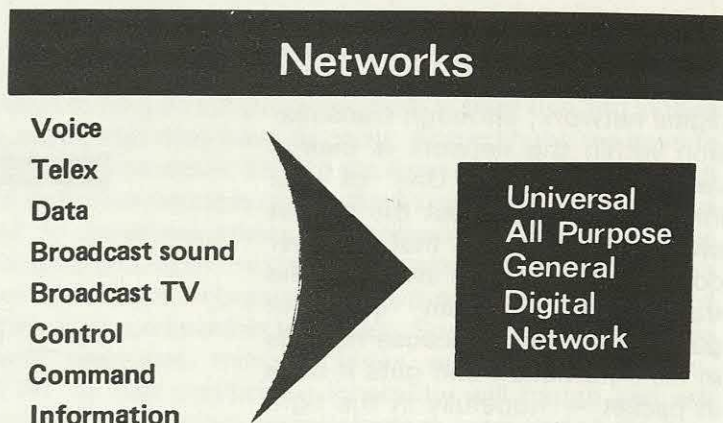 Networks
Voice
Telex
Data
Broadcast sound
Broadcast TV
Control
Command
Information
Universal
All Purpose
General
Digital
Network